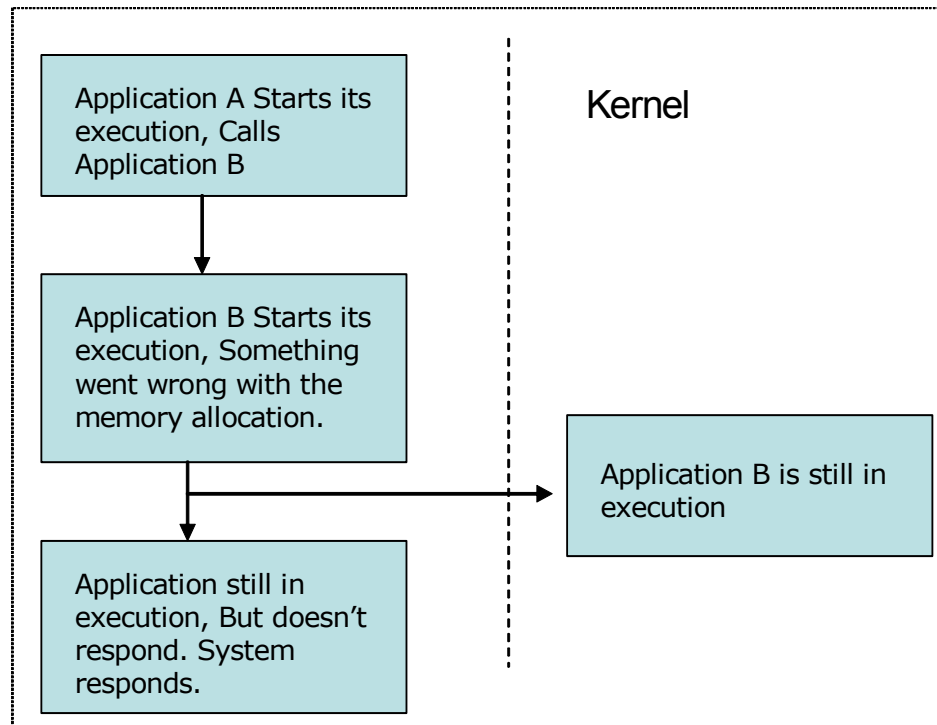 Application A Starts its
execution, Calls
Application B
Kernel
Application B Starts its
execution, Something
went wrong with the
memory allocation.
Application B is still in
execution
Application still in
execution, But doesn’t
respond. System
responds.